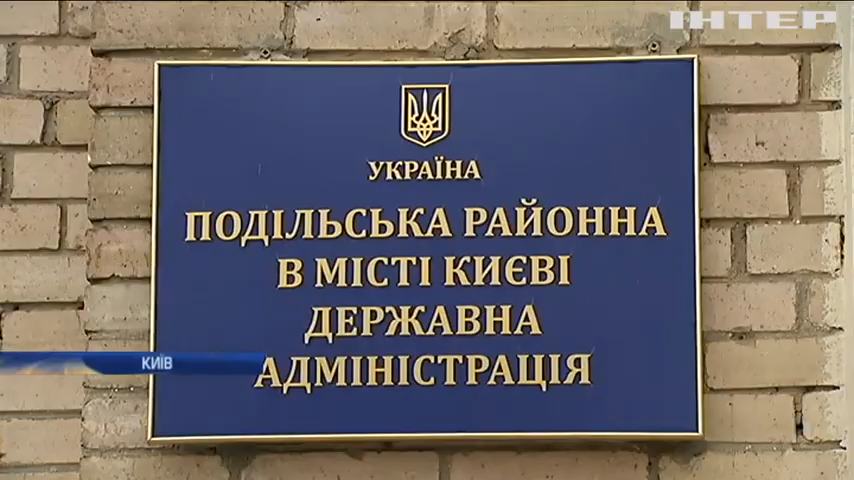 ІНТЕР
УКРАЇНА
ПОДІЛЬСЬКА РАЙОННА
В МІСТІ КИЄВІ
ДЕРЖАВНА
АДМІНІСТРАЦІЯ
КИЇВ